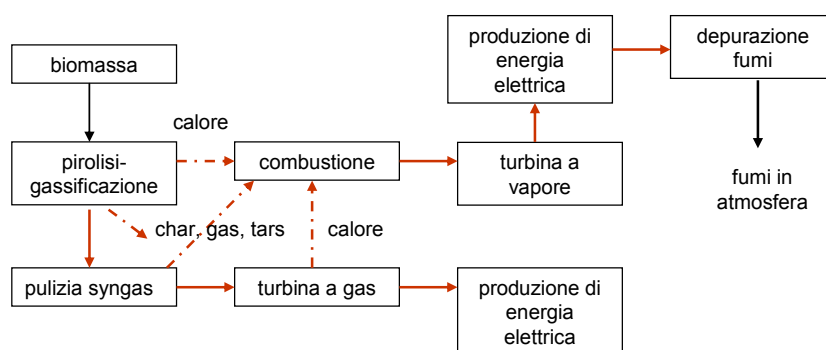 produzione di
energia
elettrica
depurazione
fumi
biomassa
calore
pirolisi-
gassificazione
combustione
turbina a
vapore
fumi in
atmosfera
char, gas, tars
calore
pulizia syngas
turbina a gas
produzione di
energia
elettrica